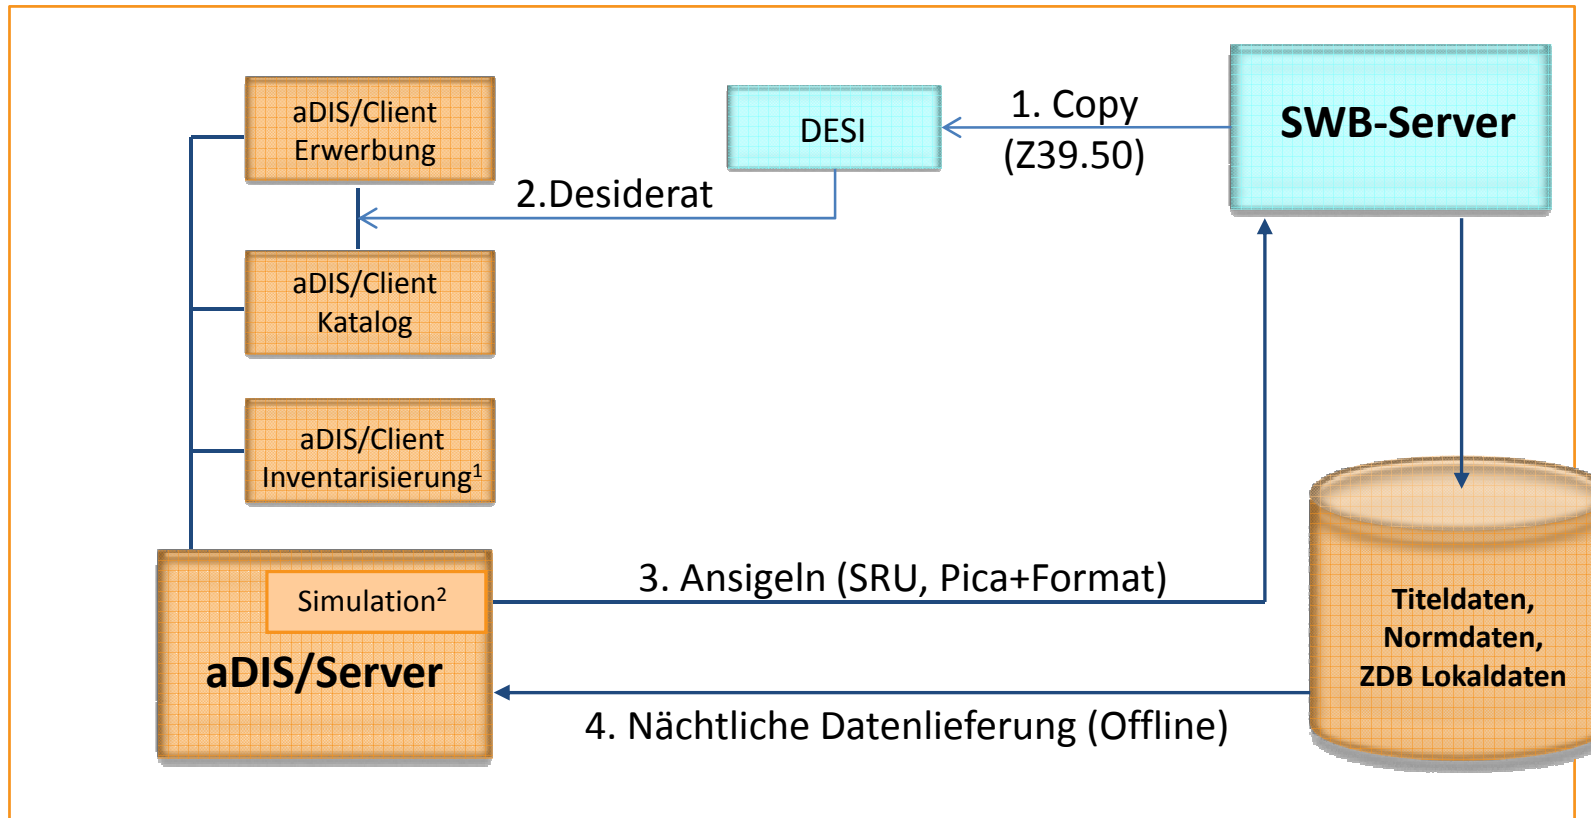 aDIS/Client
Erwerbung
DESI
1. Copy
(Z39.50)
SWB-Server
2.Desiderat
aDIS/Client
Katalog
aDIS/Client
Inventarisierung¹
Simulation²
aDIS/Server
3. Ansigeln (SRU, Pica+Format)
4. Nächtliche Datenlieferung (Offline)
Titeldaten,
Normdaten,
ZDB Lokaldaten